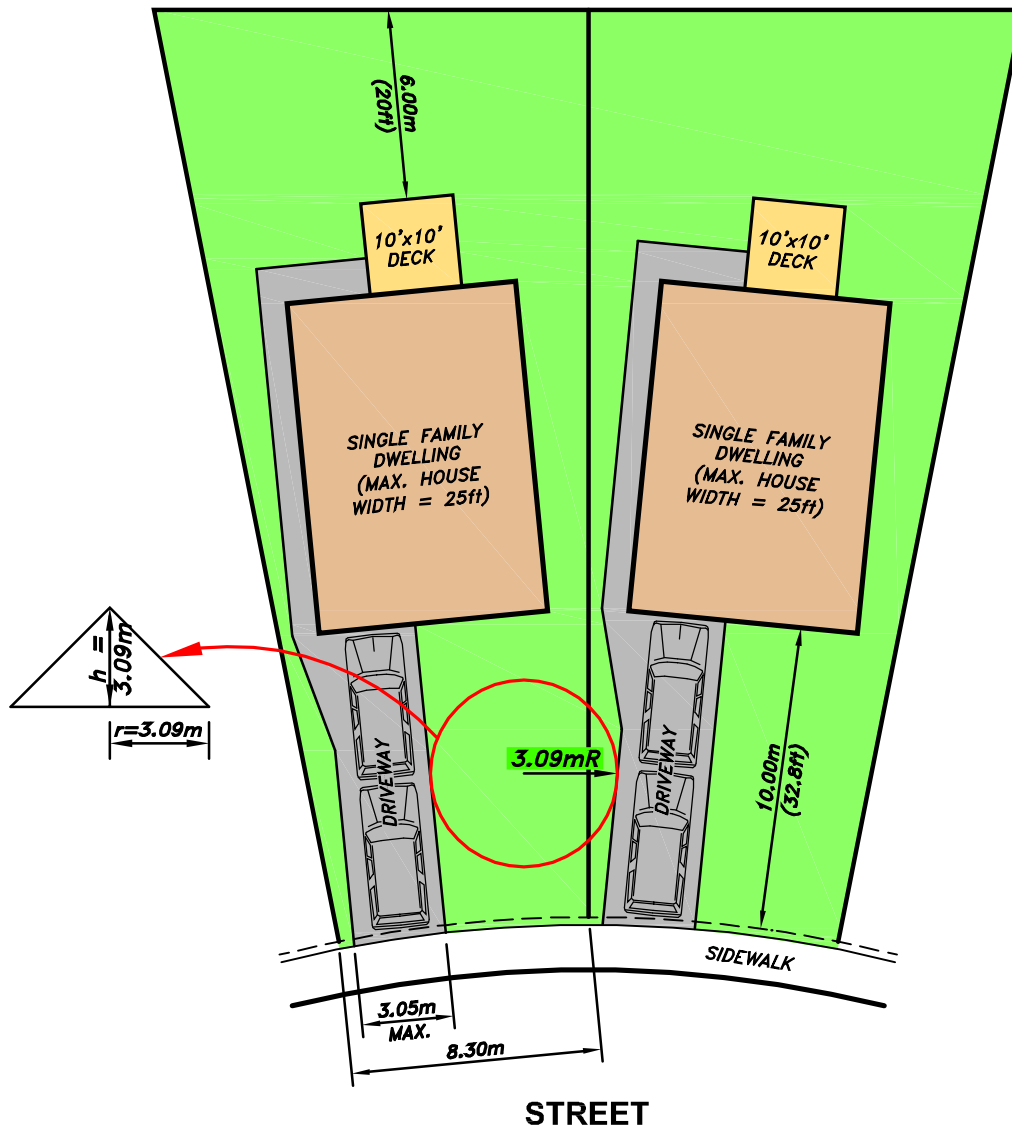 6.00m
(20ft)
10'x10'
DECK
10'x10'
DECK
SINGLE FAMILY
DWELLING
(MAX. HOUSE
WIDTH = 25ft)
SINGLE FAMILY
DWELLING
(MAX. HOUSE
WIDTH = 25ft)
h =
3.09m
r=3.09m
3.09mR
DRIVEWAY
DRIVEWAY
10.00m
(32.8ft)
SIDEWALK
3.05m
MAX.
8.30m
STREET